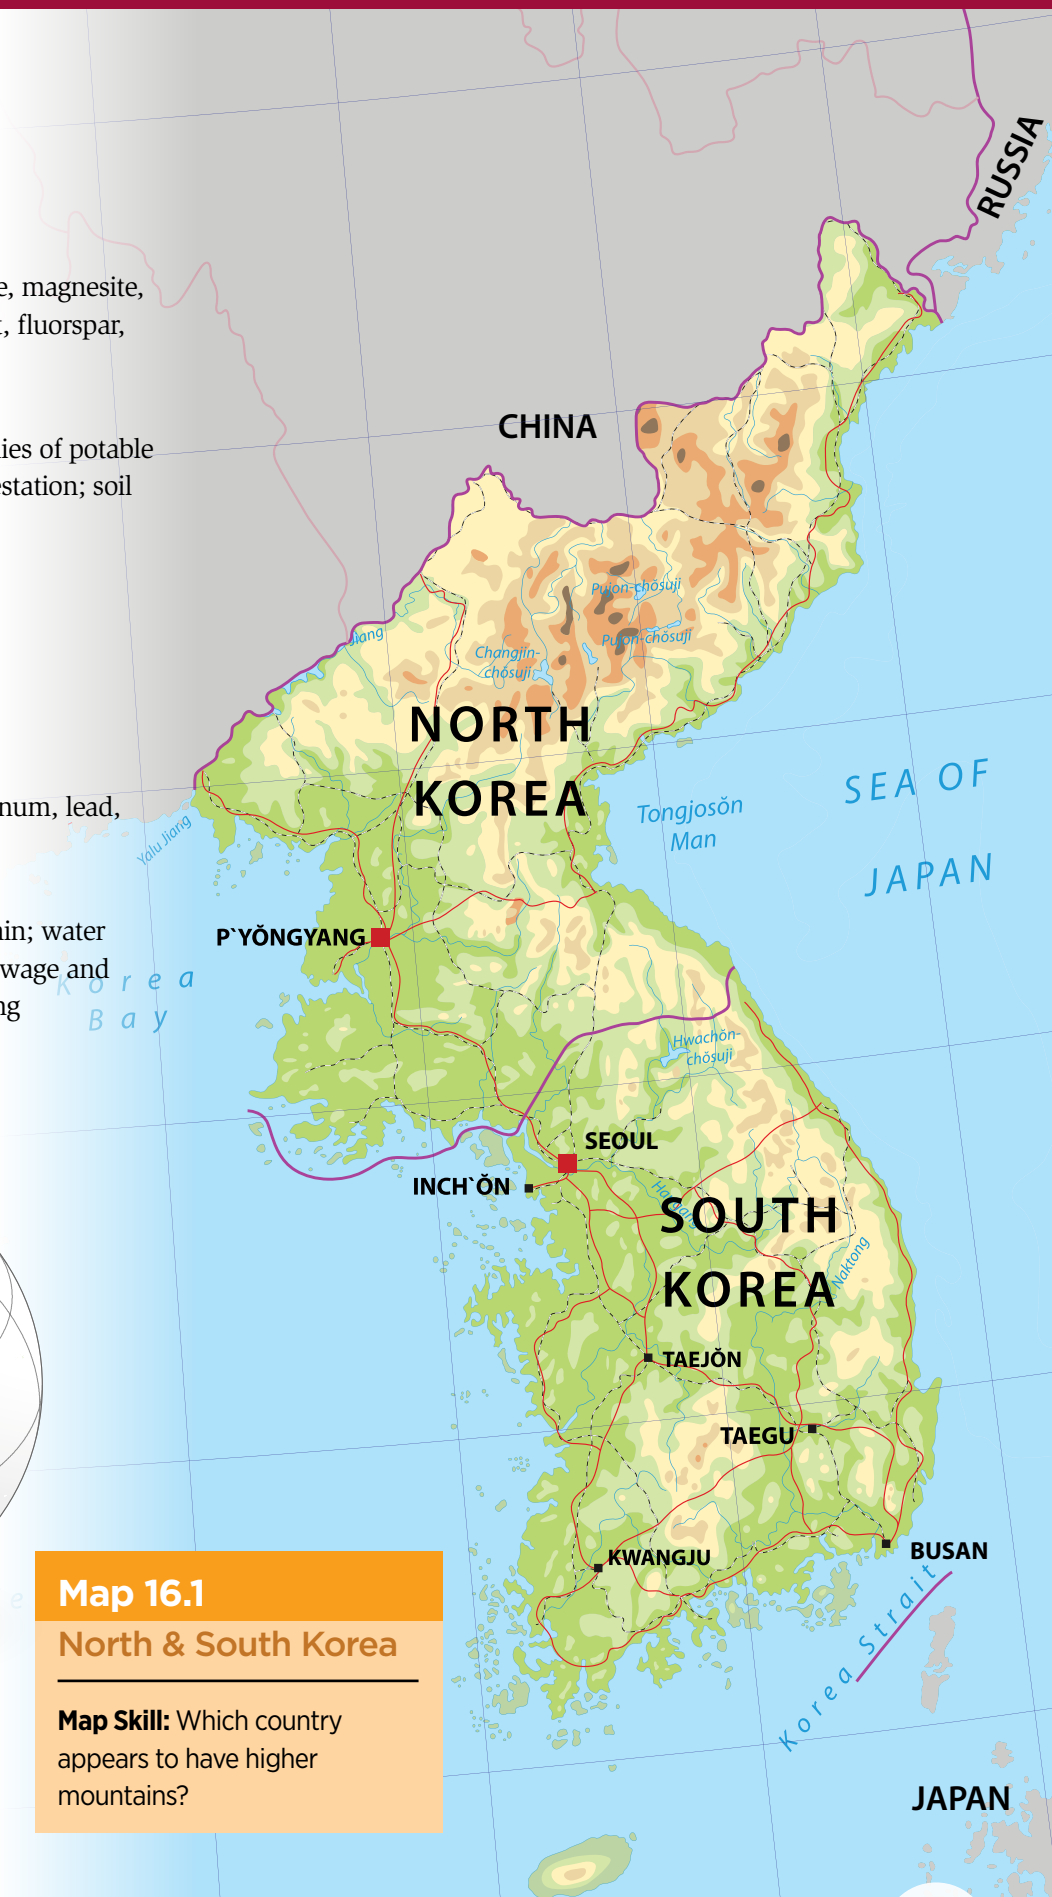 e, magnesite,
, fluorspar,
ies of potable
estation; soil
num, lead,
in; water
wage and
ng
RUSSIA
CHINA
Pujon-chŏsuji
Pujon-chŏsuji
Changjin-
chŏsuji
Jiang
NORTH
KOREA
SEA OF
JAPAN
Tongjosŏn
Man
Yalu Jiang
P`YŎNGYANG
Korea
Bay
Hwachŏn-
chŏsuji
SEOUL
INCH`ŎN
SOUTH
KOREA
Naktong
TAEJŎN
TAEGU
KWANGJU
BUSAN
Korea Strait
JAPAN
Map 16.1
North & South Korea
Map Skill: Which country
appears to have higher
mountains?